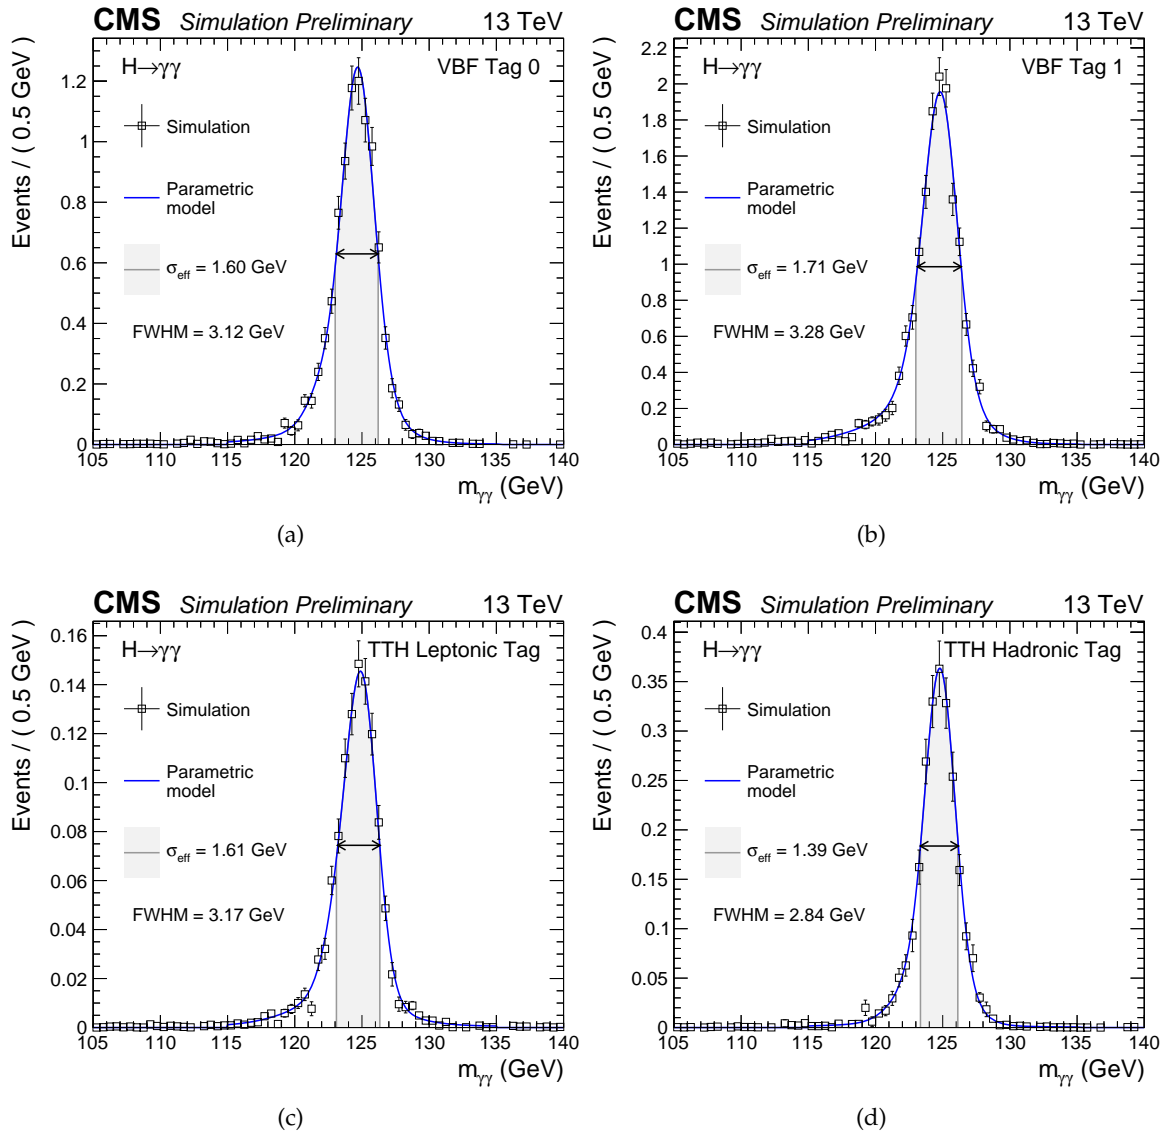 CMS Simulation Preliminary 13 TeV
H→γγ VBF Tag 0
Simulation
Parametric
model
σeff = 1.60 GeV
FWHM = 3.12 GeV
Events / ( 0.5 GeV )
1.2
1
0.8
0.6
0.4
0.2
0
105 110 115 120 125 130 135 140
mγγ (GeV)
(a)
CMS Simulation Preliminary 13 TeV
H→γγ VBF Tag 1
Simulation
Parametric
model
σeff = 1.71 GeV
FWHM = 3.28 GeV
Events / ( 0.5 GeV )
2.2
2
1.8
1.6
1.4
1.2
1
0.8
0.6
0.4
0.2
0
105 110 115 120 125 130 135 140
mγγ (GeV)
(b)
CMS Simulation Preliminary 13 TeV
H→γγ TTH Leptonic Tag
Simulation
Parametric
model
σeff = 1.61 GeV
FWHM = 3.17 GeV
Events / ( 0.5 GeV )
0.16
0.14
0.12
0.1
0.08
0.06
0.04
0.02
0
105 110 115 120 125 130 135 140
mγγ (GeV)
(c)
CMS Simulation Preliminary 13 TeV
H→γγ TTH Hadronic Tag
Simulation
Parametric
model
σeff = 1.39 GeV
FWHM = 2.84 GeV
Events / ( 0.5 GeV )
0.4
0.35
0.3
0.25
0.2
0.15
0.1
0.05
0
105 110 115 120 125 130 135 140
mγγ (GeV)
(d)